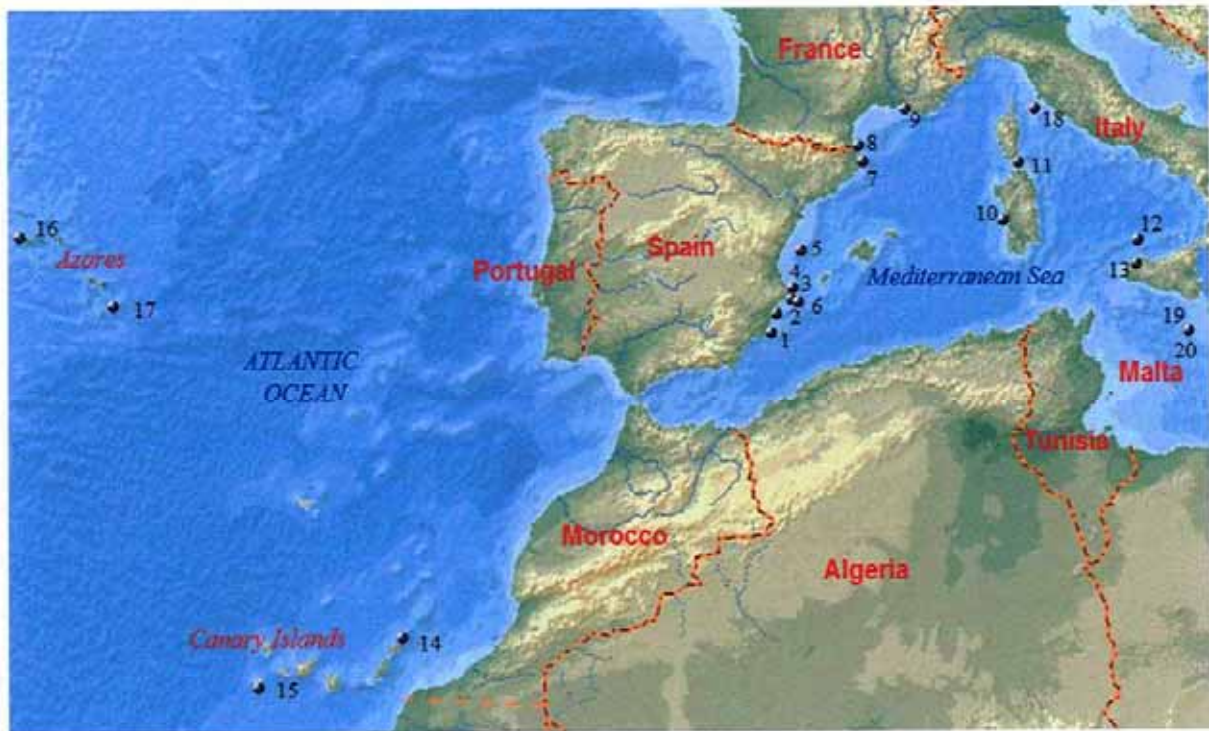 France
Italy
9
18
8
7
11
16
Azores
10
12
Spain
5
Portugal
Mediterranean Sea
13
4
3
17
6
2
1
19
20
ATLANTIC
OCEAN
Malta
Tunisia
Morocco
Algeria
Canary Islands
14
15